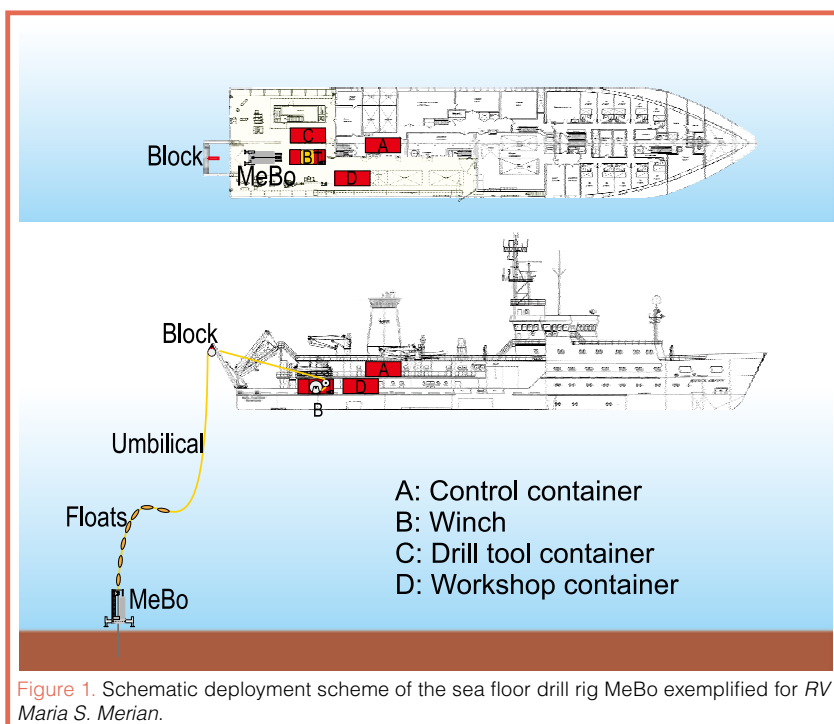 C
A
Block
B
MeBo
D
Block
A
D
B
Umbilical
Floats
MeBo
A: Control container
B: Winch
C: Drill tool container
D: Workshop container
Figure 1. Schematic deployment scheme of the sea floor drill rig MeBo exemplified for RV
Maria S. Merian.